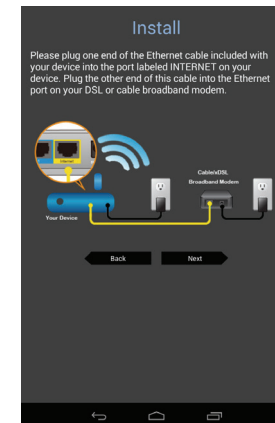 Install
Please plug one end of the Ethernet cable included with
your device into the port labeled INTERNET on your
device. Plug the other end of this cable into the Ethernet
port on your DSL or cable broadband modem.
Internet
Cable/xDSL
Broadband Modem
Your Device
Back
Next